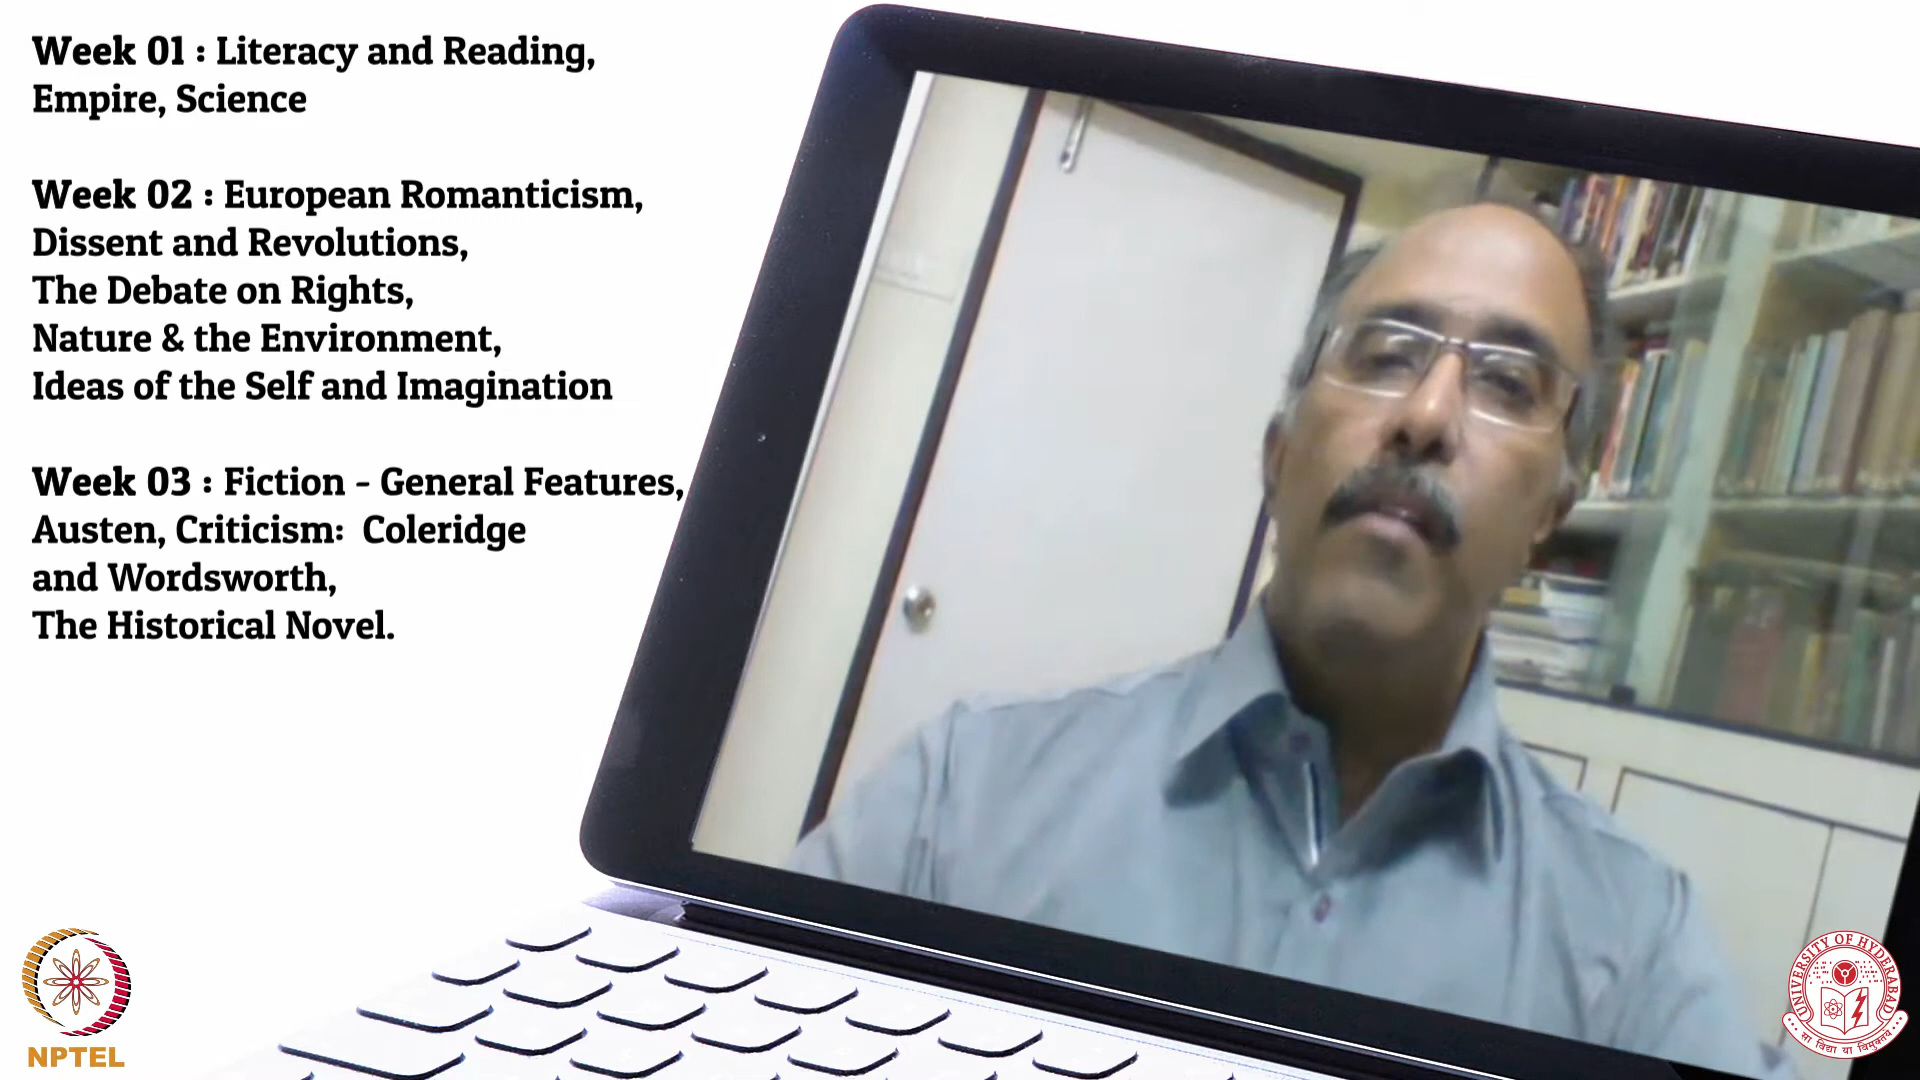 Week 01 : Literacy and Reading,
Empire, Science
Week 02 : European Romanticism,
Dissent and Revolutions,
The Debate on Rights,
Nature & the Environment,
Ideas of the Self and Imagination
Week 03 : Fiction - General Features,
Austen, Criticism: Coleridge
and Wordsworth,
The Historical Novel.
NPTEL
UNIVERSITY OF HYDERABAD
सा विद्या या विमुक्तये